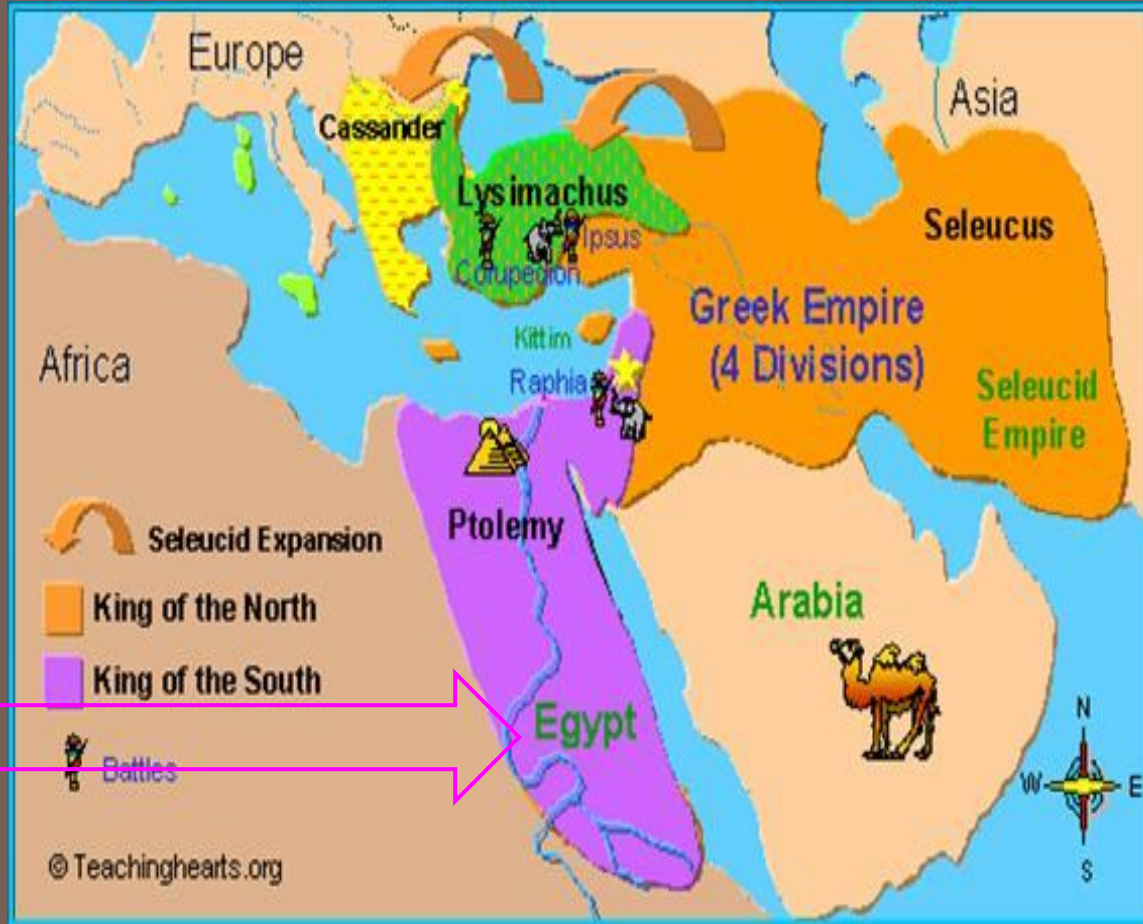 Europe
Asia
Cassander
Lysimachus
Seleucus
Ipsus
Corupedion
Greek Empire
(4 Divisions)
Kittim
Africa
Raphia
Seleucid
Empire
Ptolemy
Seleucid Expansion
Arabia
King of the North
King of the South
Egypt
N
Battles
W
E
© Teachinghearts.org
S